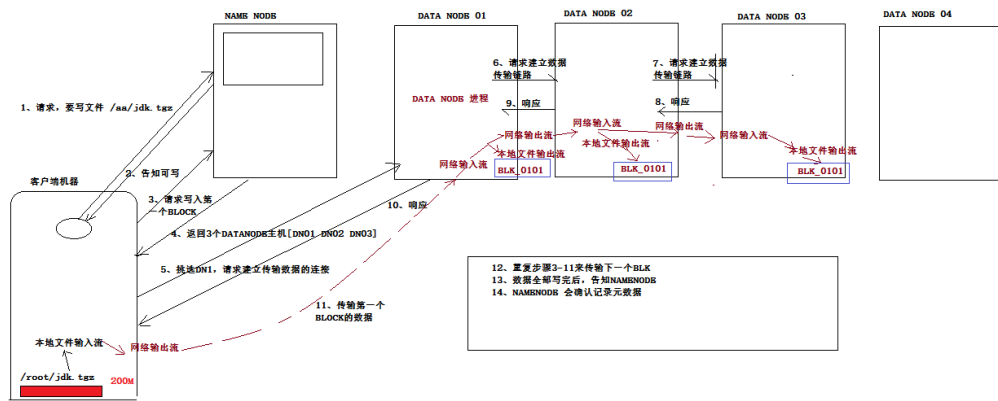 NAME NODE
DATA NODE 01
DATA NODE 02
DATA NODE 03
DATA NODE 04
6、请求建立数据
传输链路
7、请求建立数据
传输链路
1、请求，要写文件 /aa/jdk.tgz
DATA NODE 进程
9、响应
8、响应
网络输出流
网络输入流
网络输出流
网络输入流
本地文件输出流
本地文件输出流
本地文件输出流
网络输入流
BLK_0101
BLK_0101
BLK_0101
2、告知可写
客户端机器
3、请求写入第
一个BLOCK
10、响应
4、返回3个DATANODE主机[DN01 DN02 DN03]
5、挑选DN1，请求建立传输数据的连接
12、重复步骤3-11来传输下一个BLK
13、数据全部写完后，告知NAMENODE
14、NAMENODE 会确认记录元数据
11、传输第一个
BLOCK的数据
本地文件输入流
网络输出流
/root/jdk.tgz
200M